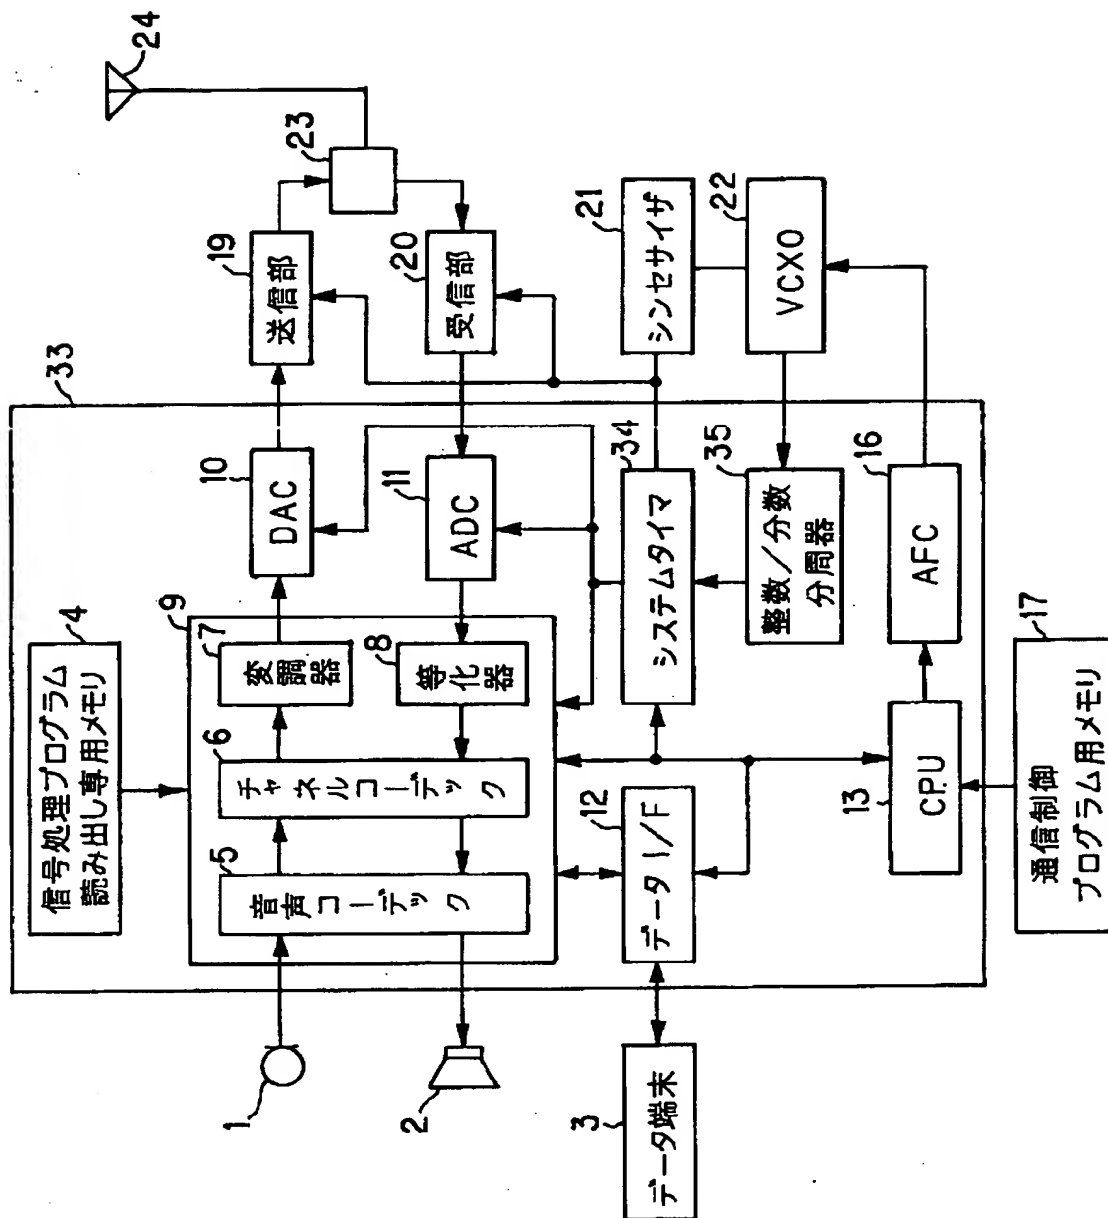 24
23
19
送信部
20
受信部
21
シンセサイザ
22
VCXO
33
10
DAC
11
ADC
34
システムタイマ
35
整数/分数
分周器
16
AFC
4
信号処理プログラム
読み出し専用メモリ
9
7
変調器
8
等化器
6
チャネルコーデック
5
音声コーデック
12
データI/F
13
CPU
17
通信制御
プログラム用メモリ
1
2
3
データ端末